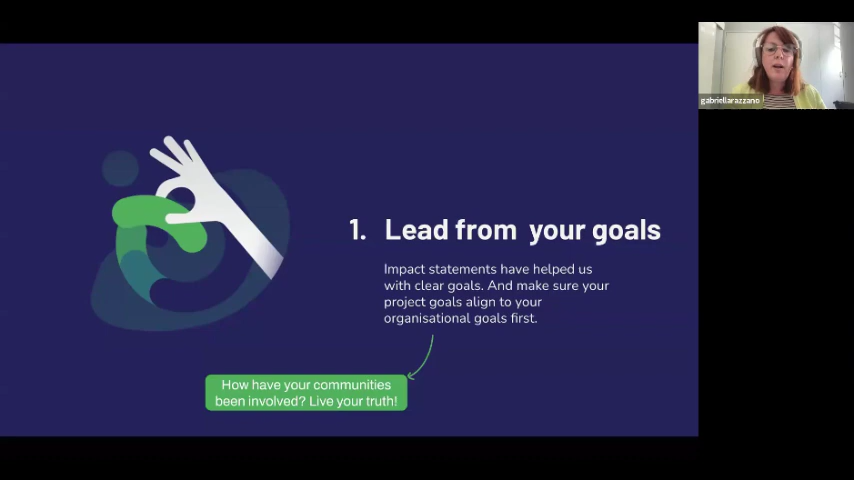 gabriellarazzano
1. Lead from your goals
Impact statements have helped us
with clear goals. And make sure your
project goals align to your
organisational goals first.
How have your communities
been involved? Live your truth!